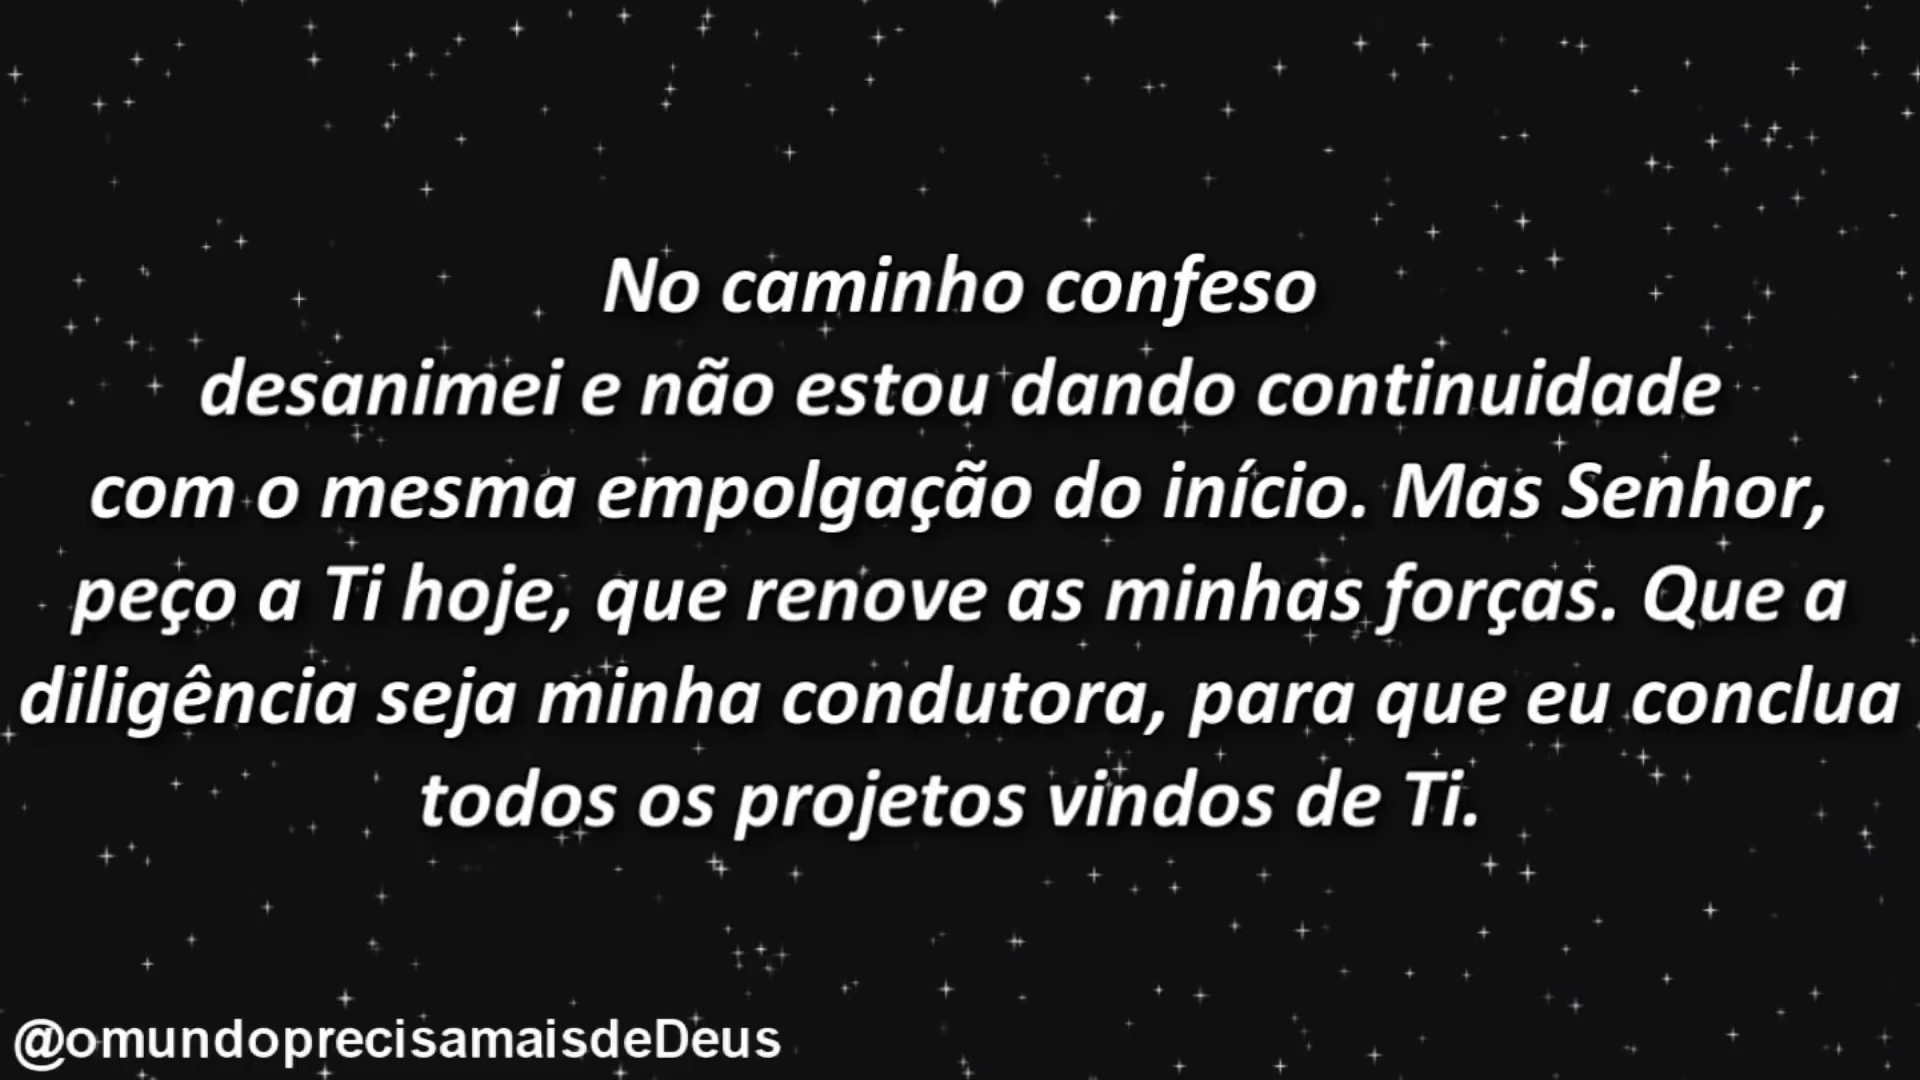 No caminho confeso
desanimei e não estou dando continuidade
com o mesma empolgação do início. Mas Senhor,
peço a Ti hoje, que renove as minhas forças. Que a
diligência seja minha condutora, para que eu conclua
todos os projetos vindos de Ti.
@omundoprecisamaisdeDeus